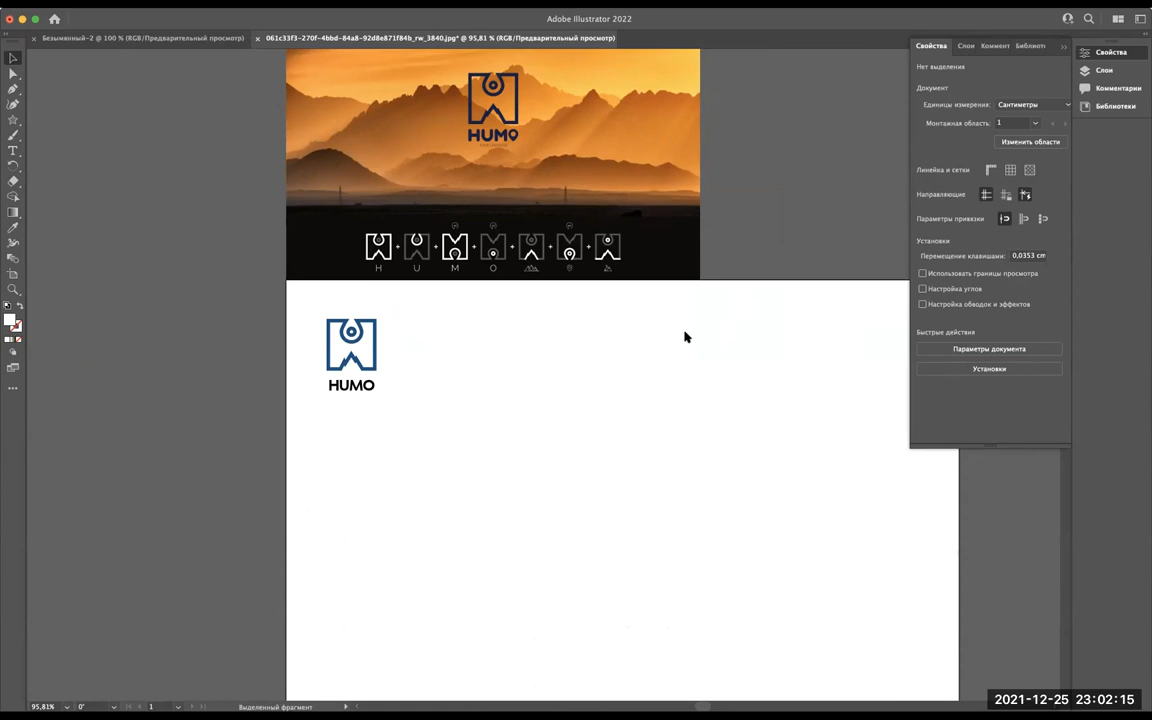 Adobe Illustrator 2022
Безымянный-2 @ 100 % (RGB/Предварительный просмотр)
061c33f3-270f-4bbd-84a8-92d8e871f84b_rw_3840.jpg* @ 95,81 % (RGB/Предварительный просмотр)
Свойства Слои Коммент Библиоте
Свойства
Слои
Комментарии
Библиотеки
Нет выделения
Документ
Единицы измерения: Сантиметры
Монтажная область: 1
Изменить области
Линейка и сетки
Направляющие
Параметры привязки
Установки
Перемещение клавишами: 0,0353 cm
Использовать границы просмотра
Настройка углов
Настройка обводок и эффектов
Быстрые действия
Параметры документа
Установки
HUMO
+ + + + + +
H U M O
HUMO
95,81% 0° 1 Выделенный фрагмент
2021-12-25 23:02:15